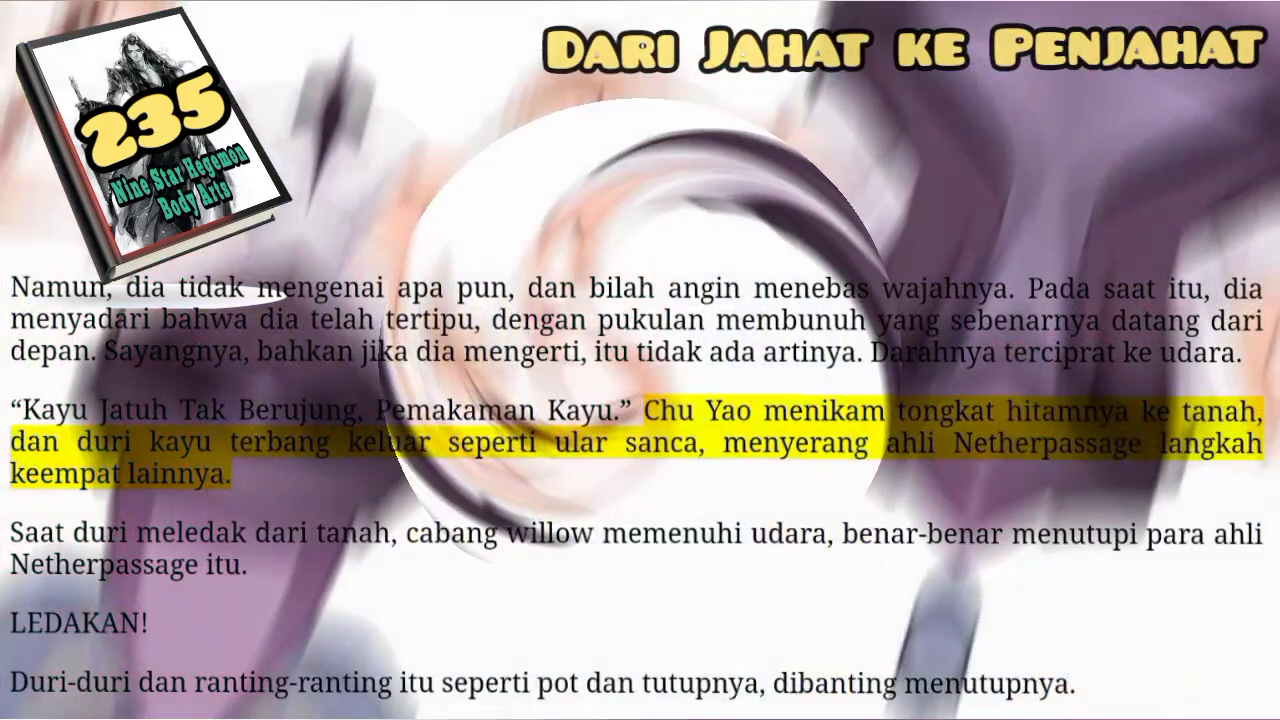 Dari Jahat ke Penjahat
235
Nine Star Hegemon
Body Arts
Namun, dia tidak mengenai apa pun, dan bilah angin menebas wajahnya. Pada saat itu, dia
menyadari bahwa dia telah tertipu, dengan pukulan membunuh yang sebenarnya datang dari
depan. Sayangnya, bahkan jika dia mengerti, itu tidak ada artinya. Darahnya terciprat ke udara.
“Kayu Jatuh Tak Berujung, Pemakaman Kayu.” Chu Yao menikam tongkat hitamnya ke tanah,
dan duri kayu terbang keluar seperti ular sanca, menyerang ahli Netherpassage langkah
keempat lainnya.
Saat duri meledak dari tanah, cabang willow memenuhi udara, benar-benar menutupi para ahli
Netherpassage itu.
LEDAKAN!
Duri-duri dan ranting-ranting itu seperti pot dan tutupnya, dibanting menutupnya.